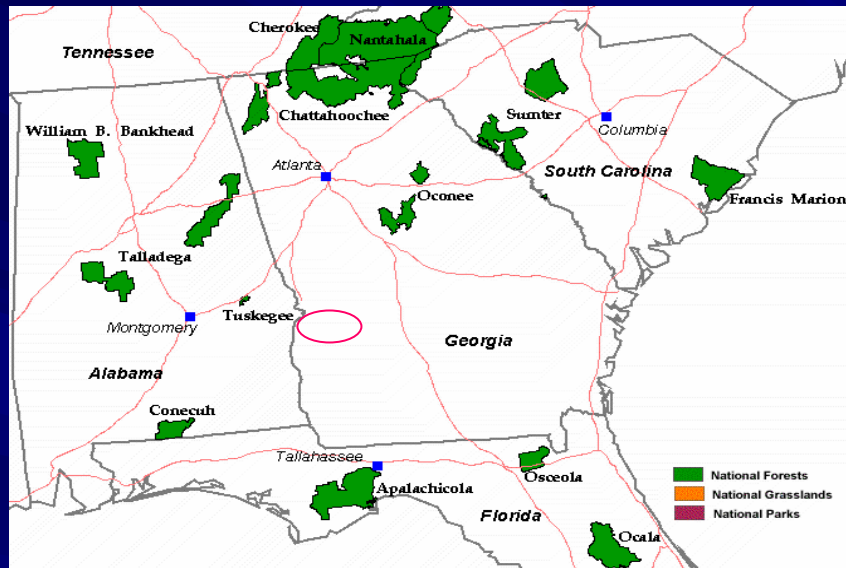 Cherokee
Tennessee
Nantahala
Chattahoochee
Sumter
William B. Bankhead
Columbia
Atlanta
South Carolina
Oconee
Francis Marion
Talladega
Tuskegee
Montgomery
Georgia
Alabama
Conecuh
Tallahassee
Osceola
Apalachicola
Florida
Ocala
National Forests
National Grasslands
National Parks